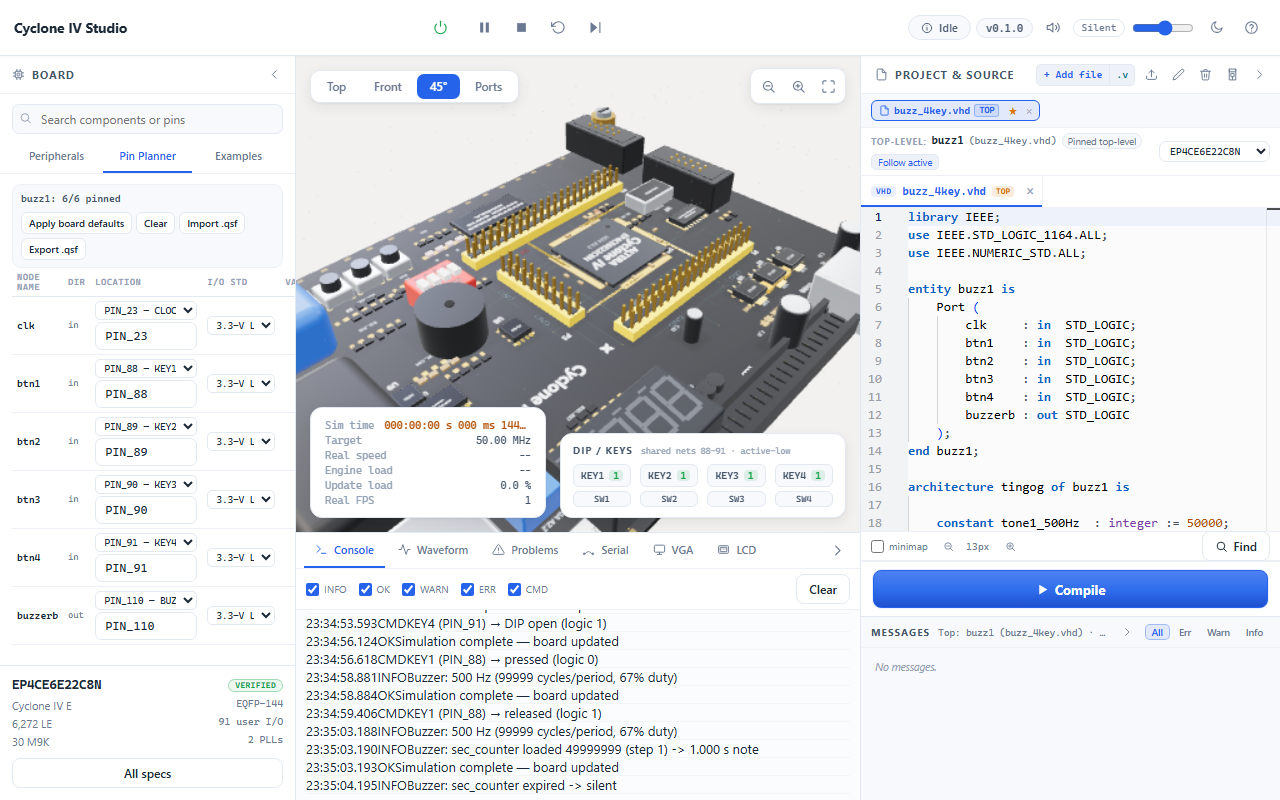 Cyclone IV Studio
Idle
v0.1.0
Silent
BOARD
Search components or pins
Peripherals
Pin Planner
Examples
buzz1: 6/6 pinned
Apply board defaults
Clear
Import .qsf
Export .qsf
NODE NAME DIR LOCATION I/O STD VA
clk in PIN_23 — CLOC 3.3-V L
PIN_23
btn1 in PIN_88 — KEY1 3.3-V L
PIN_88
btn2 in PIN_89 — KEY2 3.3-V L
PIN_89
btn3 in PIN_90 — KEY3 3.3-V L
PIN_90
btn4 in PIN_91 — KEY4 3.3-V L
PIN_91
buzzerb out PIN_110 — BUZ 3.3-V L
PIN_110
EP4CE6E22C8N VERIFIED
Cyclone IV E EQFP-144
6,272 LE 91 user I/O
30 M9K 2 PLLs
All specs
Top
Front
45°
Ports
ALTERA
Cyclone IV
Cyclone IV
Sim time 000:00:00 s 000 ms 144…
Target 50.00 MHz
Real speed --
Engine load --
Update load 0.0 %
Real FPS 1
DIP / KEYS shared nets 88-91 · active-low
KEY1 1 KEY2 1 KEY3 1 KEY4 1
SW1 SW2 SW3 SW4
Console
Waveform
Problems
Serial
VGA
LCD
INFO OK WARN ERR CMD
Clear
23:34:53.593CMDKEY4 (PIN_91) → DIP open (logic 1)
23:34:56.124OKSimulation complete — board updated
23:34:56.618CMDKEY1 (PIN_88) → pressed (logic 0)
23:34:58.881INFOBuzzer: 500 Hz (99999 cycles/period, 67% duty)
23:34:58.884OKSimulation complete — board updated
23:34:59.406CMDKEY1 (PIN_88) → released (logic 1)
23:35:03.188INFOBuzzer: 500 Hz (99999 cycles/period, 67% duty)
23:35:03.190INFOBuzzer: sec_counter loaded 49999999 (step 1) -> 1.000 s note
23:35:03.193OKSimulation complete — board updated
23:35:04.195INFOBuzzer: sec_counter expired -> silent
PROJECT & SOURCE
+ Add file .v
buzz_4key.vhd TOP ★ ×
TOP-LEVEL: buzz1 (buzz_4key.vhd) Pinned top-level
Follow active
EP4CE6E22C8N
VHD buzz_4key.vhd TOP ×
1 library IEEE;
2 use IEEE.STD_LOGIC_1164.ALL;
3 use IEEE.NUMERIC_STD.ALL;
4
5 entity buzz1 is
6 Port (
7 clk : in STD_LOGIC;
8 btn1 : in STD_LOGIC;
9 btn2 : in STD_LOGIC;
10 btn3 : in STD_LOGIC;
11 btn4 : in STD_LOGIC;
12 buzzerb : out STD_LOGIC
13 );
14 end buzz1;
15
16 architecture tingog of buzz1 is
17
18 constant tone1_500Hz : integer := 50000;
minimap
13px
Find
Compile
MESSAGES Top: buzz1 (buzz_4key.vhd) · …
All Err Warn Info
No messages.